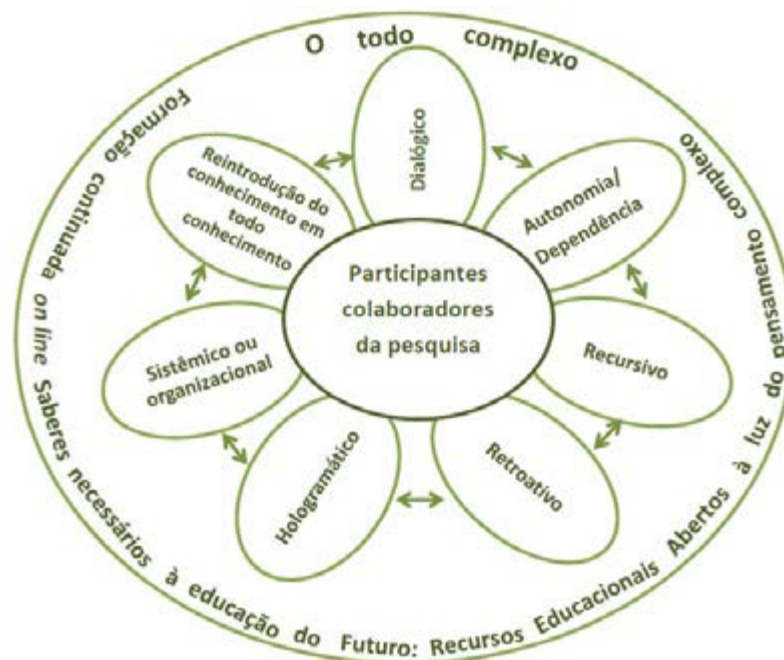 O todo complexo
Formação continuada on line Saberes necessários à educação do Futuro: Recursos Educacionais Abertos à luz do pensamento complexo
Dialógico
Autonomia/
Dependência
Recursivo
Retroativo
Hologramático
Sistêmico ou
organizacional
Reintrodução do
conhecimento em
todo
conhecimento
Participantes
colaboradores
da pesquisa